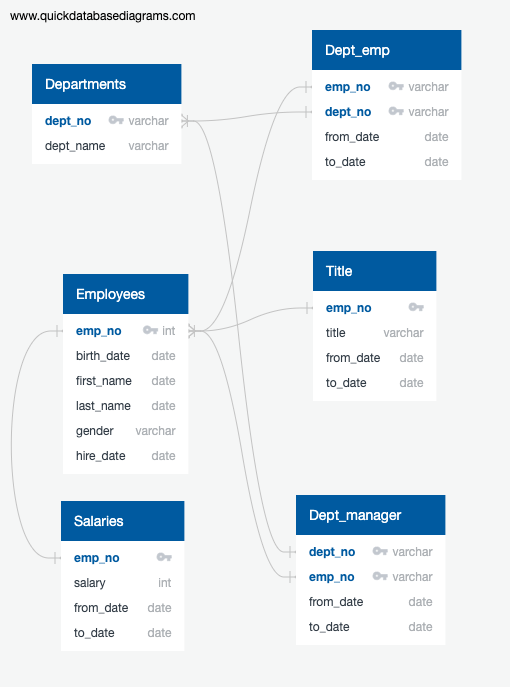 www.quickdatabasediagrams.com
Departments
dept_no varchar
dept_name varchar
Dept_emp
emp_no varchar
dept_no varchar
from_date date
to_date date
Employees
emp_no int
birth_date date
first_name date
last_name date
gender varchar
hire_date date
Title
emp_no
title varchar
from_date date
to_date date
Salaries
emp_no
salary int
from_date date
to_date date
Dept_manager
dept_no varchar
emp_no varchar
from_date date
to_date date